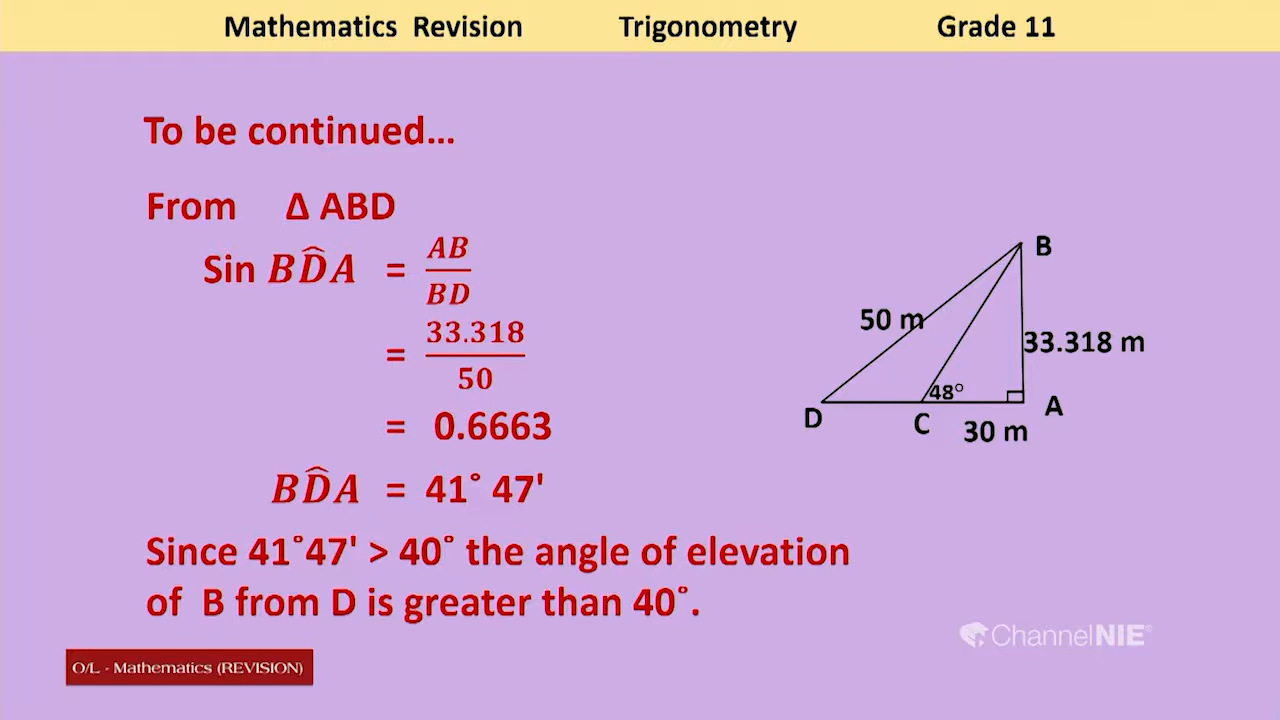 Mathematics Revision Trigonometry Grade 11
To be continued...
From Δ ABD
Sin BD̂A = AB/BD
= 33.318/50
= 0.6663
BD̂A = 41˚ 47'
Since 41˚47' > 40˚ the angle of elevation
of B from D is greater than 40˚.
B
50 m
33.318 m
48°
D
C
A
30 m
ChannelNIE
O/L - Mathematics (REVISION)